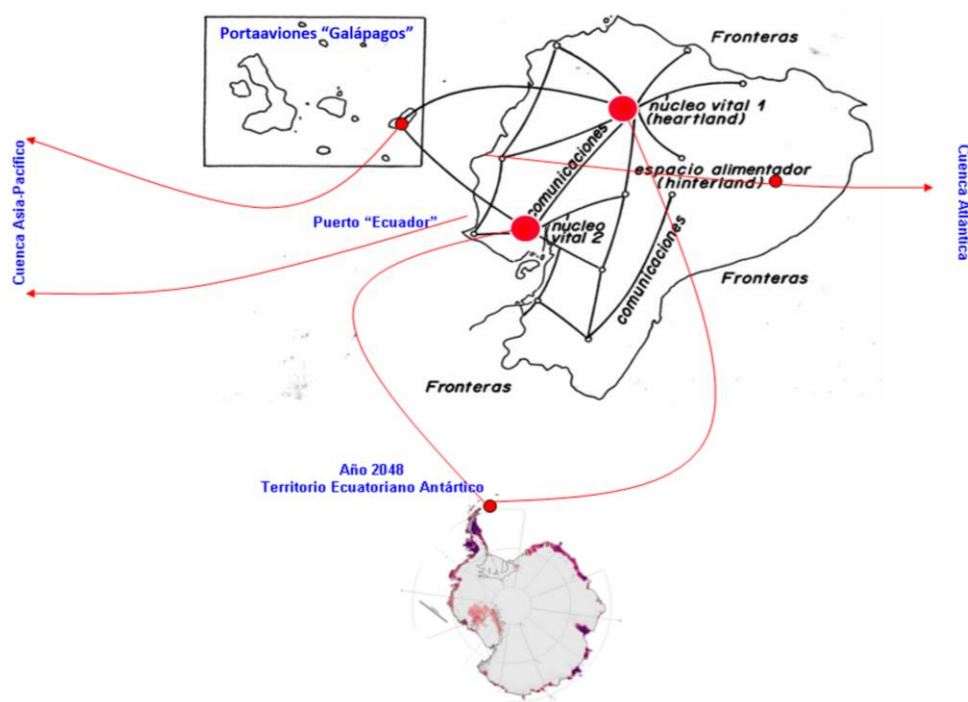 Portaaviones “Galápagos”
Fronteras
núcleo vital 1
(heartland)
comunicaciones
espacio alimentador
(hinterland)
Cuenca Asia-Pacífico
Cuenca Atlántica
Puerto “Ecuador”
núcleo
vital 2
comunicaciones
Fronteras
Fronteras
Año 2048
Territorio Ecuatoriano Antártico